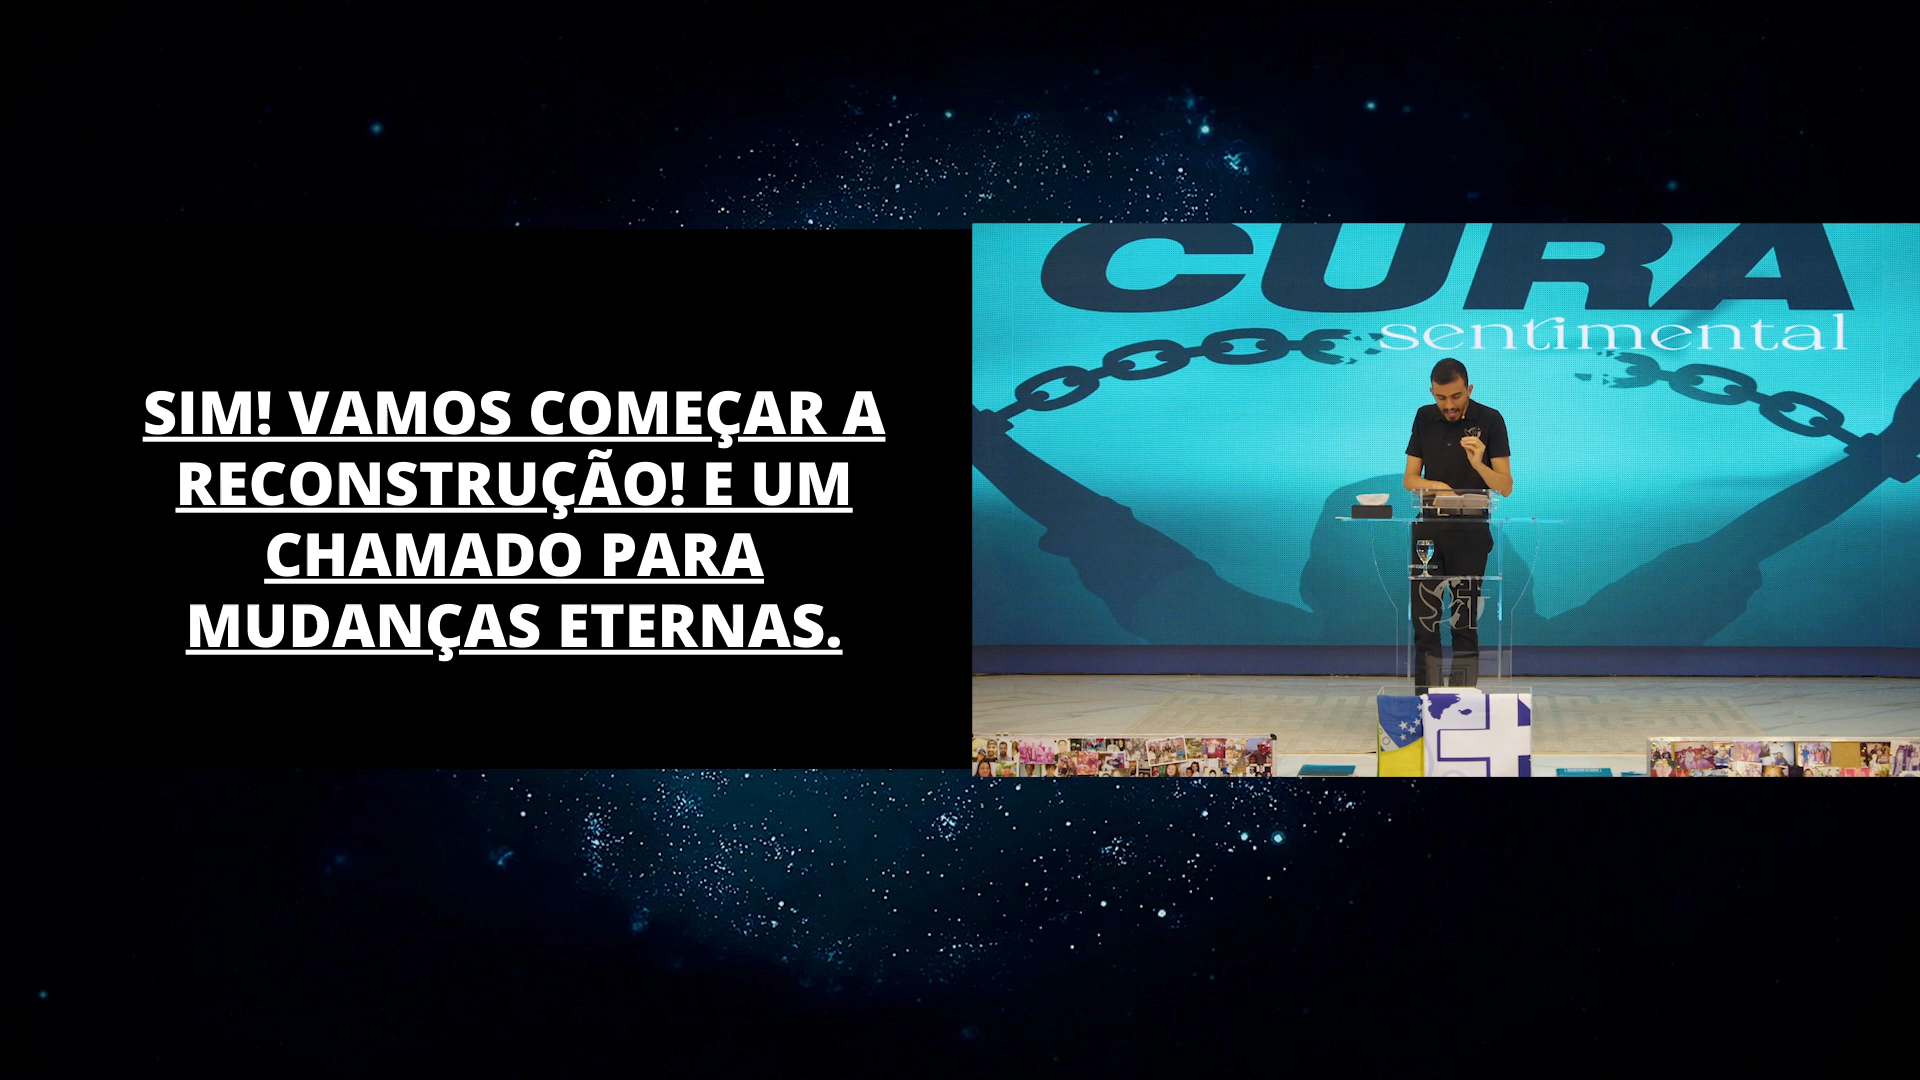 SIM! VAMOS COMEÇAR A
RECONSTRUÇÃO! E UM
CHAMADO PARA
MUDANÇAS ETERNAS.
CURA
sentimental